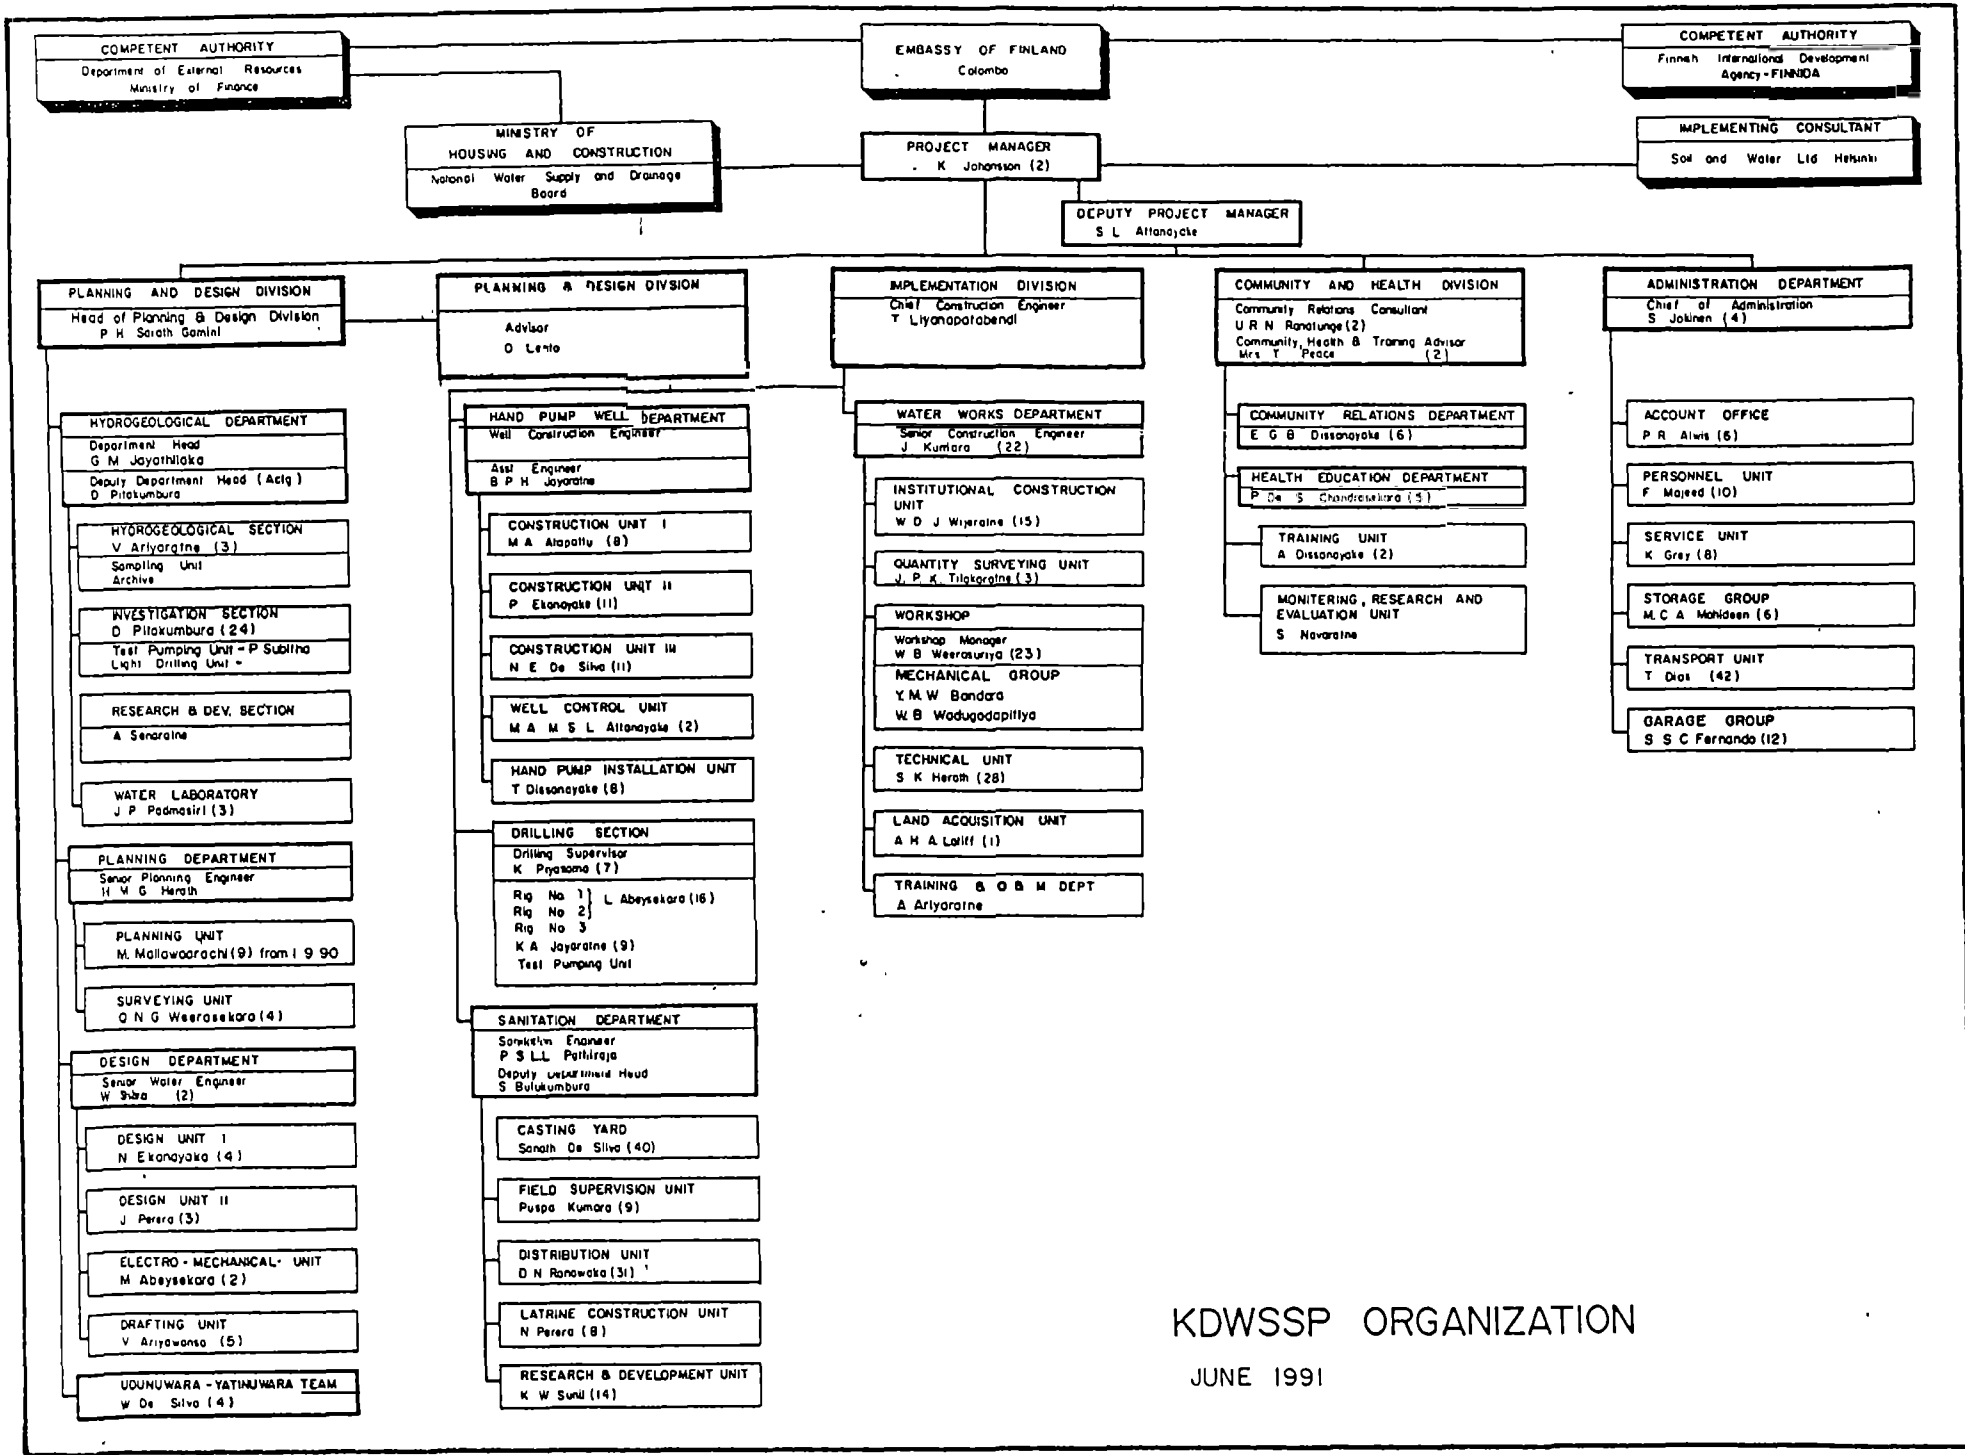 COMPETENT AUTHORITY
Department of External Resources
Ministry of Finance
EMBASSY OF FINLAND
Colombo
COMPETENT AUTHORITY
Finnish International Development
Agency - FINNIDA
MINISTRY OF
HOUSING AND CONSTRUCTION
National Water Supply and Drainage
Board
PROJECT MANAGER
K Johansson (2)
IMPLEMENTING CONSULTANT
Soil and Water Ltd Helsinki
DEPUTY PROJECT MANAGER
S L Attanayake
PLANNING AND DESIGN DIVISION
Head of Planning & Design Division
P H Sarath Gamini
HYDROGEOLOGICAL DEPARTMENT
Department Head
G M Jayathilaka
Deputy Department Head (Actg)
D Pitakumbura
HYDROGEOLOGICAL SECTION
V Ariyaratne (3)
Sampling Unit
Archive
INVESTIGATION SECTION
D Pitakumbura (24)
Test Pumping Unit - P Subitha
Light Drilling Unit -
RESEARCH & DEV. SECTION
A Senaratne
WATER LABORATORY
J P Padmasiri (3)
PLANNING DEPARTMENT
Senior Planning Engineer
H M G Herath
PLANNING UNIT
M. Mallawaarachi (9) from 1 9 90
SURVEYING UNIT
Q N G Weerasekara (4)
DESIGN DEPARTMENT
Senior Water Engineer
W (2)
DESIGN UNIT I
N Ekanayaka (4)
DESIGN UNIT II
J Perera (3)
ELECTRO - MECHANICAL - UNIT
M Abeysekara (2)
DRAFTING UNIT
V Ariyawansa (5)
UDUNUWARA - YATINUWARA TEAM
W De Silva (4)
PLANNING & DESIGN DIVSION
Advisor
O Lento
HAND PUMP WELL DEPARTMENT
Well Construction Engineer
Asst Engineer
B P H Jayaratne
CONSTRUCTION UNIT I
M A Atapattu (8)
CONSTRUCTION UNIT II
P Ekanayake (11)
CONSTRUCTION UNIT III
N E De Silva (11)
WELL CONTROL UNIT
M A M S L Attanayake (2)
HAND PUMP INSTALLATION UNIT
T Dissanayake (8)
DRILLING SECTION
Drilling Supervisor
K Piyasoma (7)
Rig No 1 } L Abeysekara (16)
Rig No 2 }
Rig No 3
K A Jayaratne (9)
Test Pumping Unit
SANITATION DEPARTMENT
Sanitation Engineer
P S L.L Pathiraja
Deputy Department Head
S Bulukumbura
CASTING YARD
Sanath De Silva (40)
FIELD SUPERVISION UNIT
Puspa Kumara (9)
DISTRIBUTION UNIT
D N Ranawaka (31)
LATRINE CONSTRUCTION UNIT
N Perera (8)
RESEARCH & DEVELOPMENT UNIT
K W Sunil (14)
IMPLEMENTATION DIVISION
Chief Construction Engineer
T Liyanapatabendi
WATER WORKS DEPARTMENT
Senior Construction Engineer
J Kumara (22)
INSTITUTIONAL CONSTRUCTION
UNIT
W D J Wijeratne (15)
QUANTITY SURVEYING UNIT
J. P. K. Tilakaratne (3)
WORKSHOP
Workshop Manager
W B Weerasuriya (23)
MECHANICAL GROUP
Y. M. W Bandara
W. B Wadugodapitiya
TECHNICAL UNIT
S K Herath (28)
LAND ACQUISITION UNIT
A H A Latiff (1)
TRAINING & O & M DEPT
A Ariyaratne
COMMUNITY AND HEALTH DIVISION
Community Relations Consultant
U R N Ranatunge (2)
Community, Health & Training Advisor
Mrs T Peace (2)
COMMUNITY RELATIONS DEPARTMENT
E G B Dissanayake (6)
HEALTH EDUCATION DEPARTMENT
P De S Chandrasekara (5)
TRAINING UNIT
A Dissanayake (2)
MONITERING, RESEARCH AND
EVALUATION UNIT
S Navaratne
ADMINISTRATION DEPARTMENT
Chief of Administration
S Jokinen (4)
ACCOUNT OFFICE
P R Alwis (6)
PERSONNEL UNIT
F Majeed (10)
SERVICE UNIT
K Grey (8)
STORAGE GROUP
M. C A Mohideen (6)
TRANSPORT UNIT
T Dias (42)
GARAGE GROUP
S S C Fernando (12)
KDWSSP ORGANIZATION
JUNE 1991